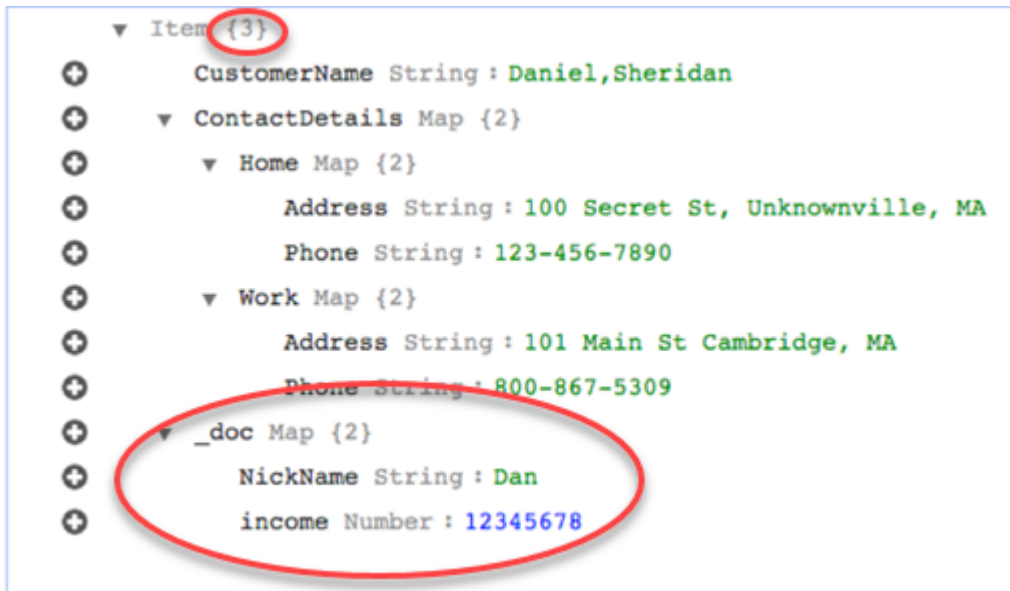 Item {3}
CustomerName String : Daniel,Sheridan
ContactDetails Map {2}
Home Map {2}
Address String : 100 Secret St, Unknownville, MA
Phone String : 123-456-7890
Work Map {2}
Address String : 101 Main St Cambridge, MA
Phone String : 800-867-5309
_doc Map {2}
NickName String : Dan
income Number : 12345678